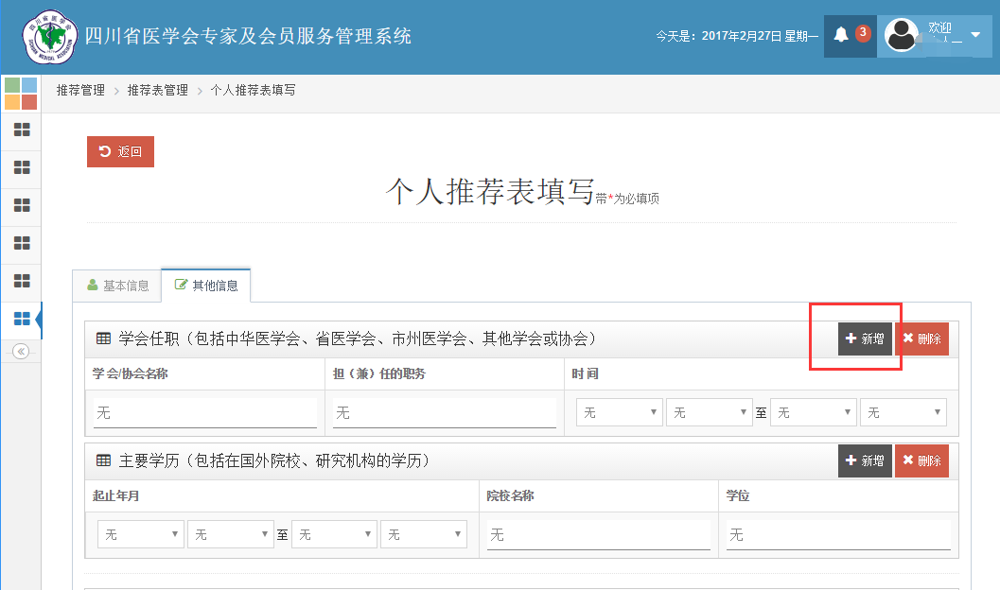 四川省医学会专家及会员服务管理系统
今天是: 2017年2月27日 星期一
3
欢迎
推荐管理 > 推荐表管理 > 个人推荐表填写
返回
个人推荐表填写带*为必填项
基本信息 其他信息
学会任职（包括中华医学会、省医学会、市州医学会、其他学会或协会） 新增 删除
学会/协会名称 担（兼）任的职务 时间
无 无 无 无 至 无 无
主要学历（包括在国外院校、研究机构的学历） 新增 删除
起止年月 院校名称 学位
无 无 至 无 无 无 无